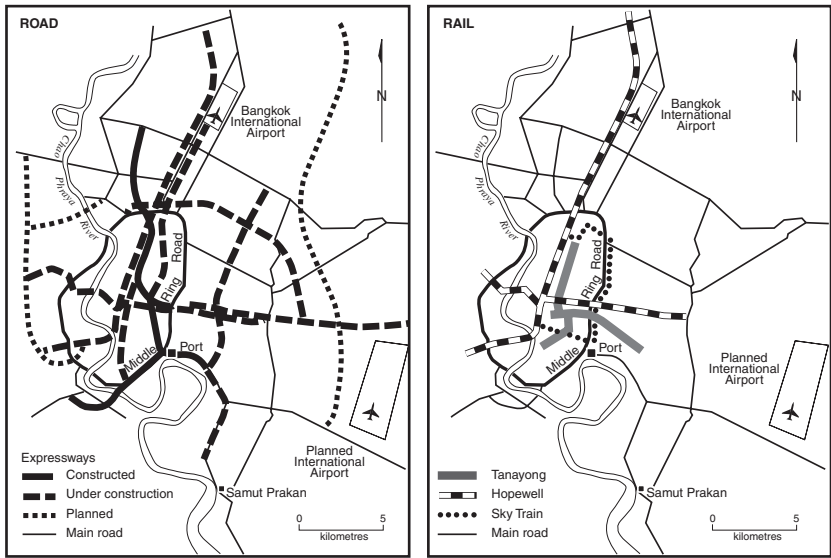 ROAD
N
Bangkok
International
Airport
Chao
Phraya
River
Ring Road
Middle
Port
Planned
International
Airport
Samut Prakan
Expressways
Constructed
Under construction
Planned
Main road
0 5
kilometres
RAIL
N
Bangkok
International
Airport
Chao
Phraya
River
Ring Road
Middle
Port
Planned
International
Airport
Samut Prakan
Tanayong
Hopewell
Sky Train
Main road
0 5
kilometres